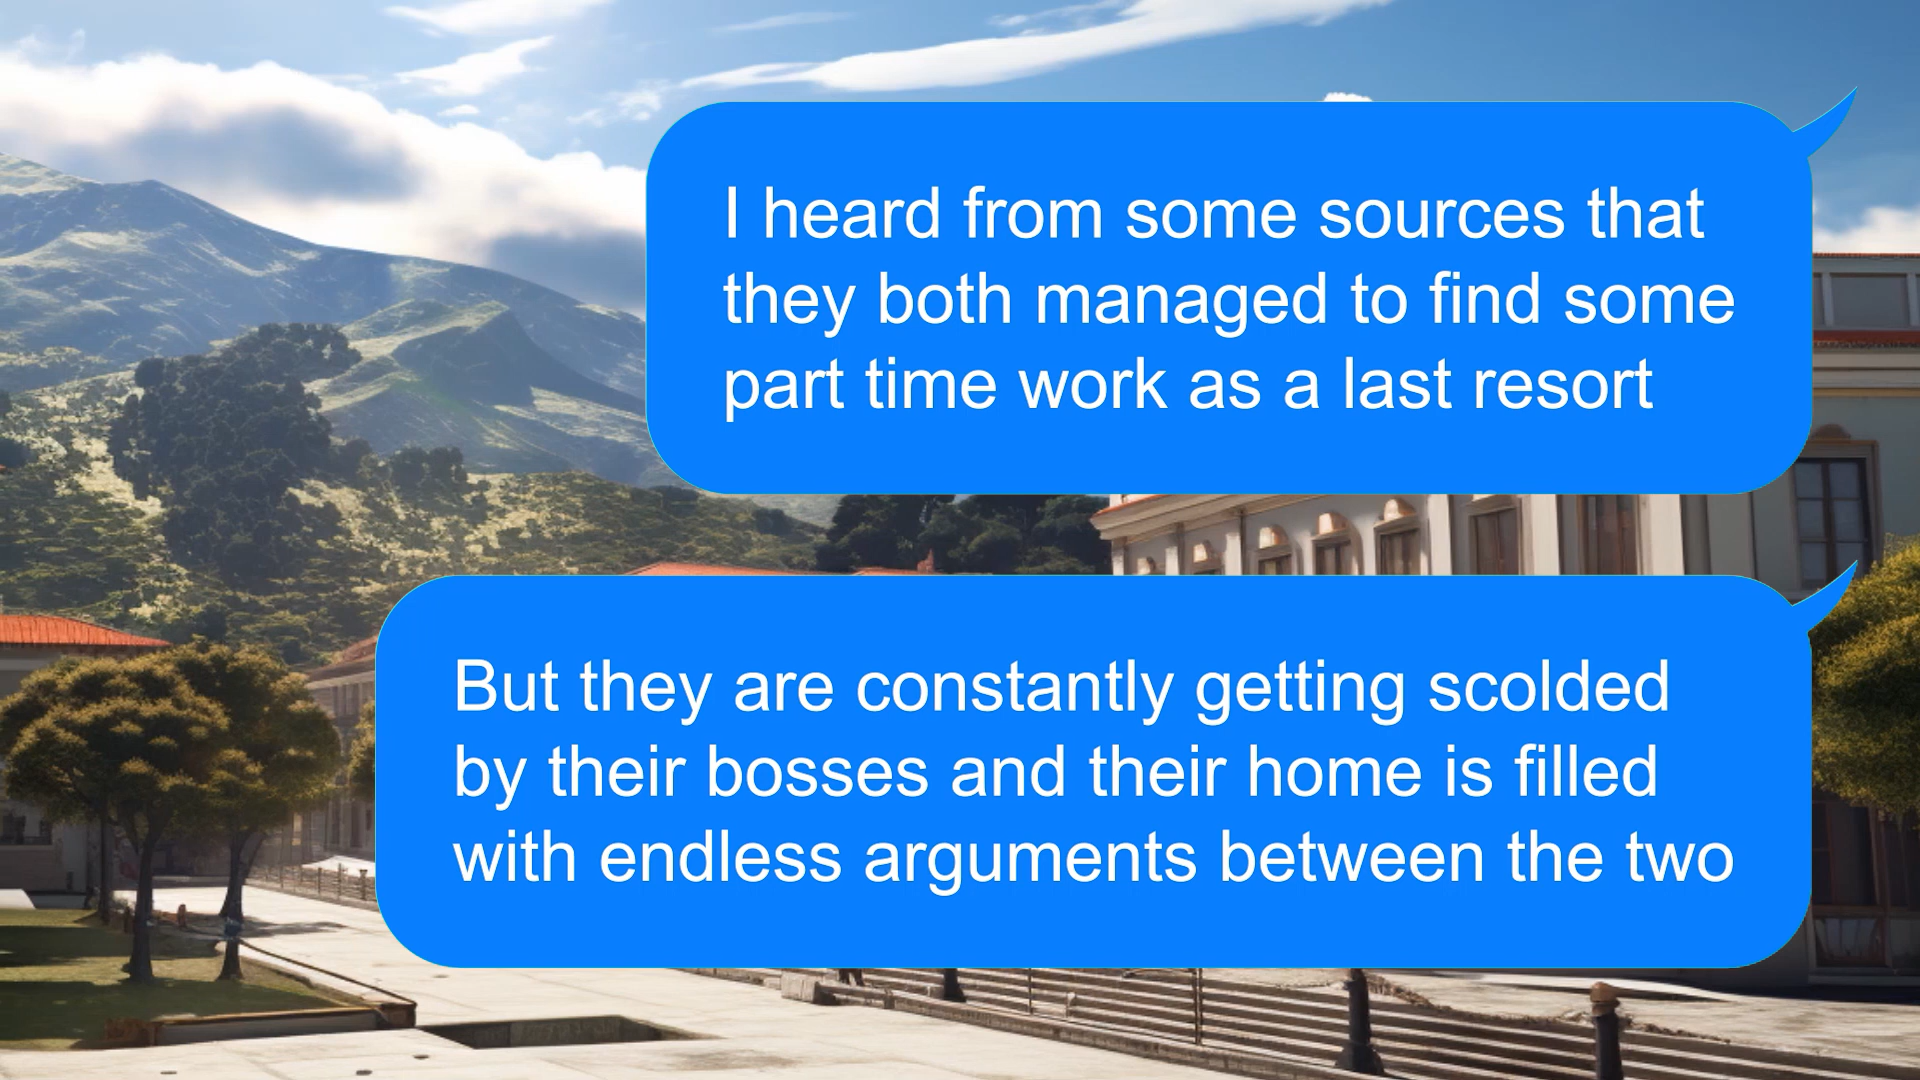 I heard from some sources that
they both managed to find some
part time work as a last resort
But they are constantly getting scolded
by their bosses and their home is filled
with endless arguments between the two